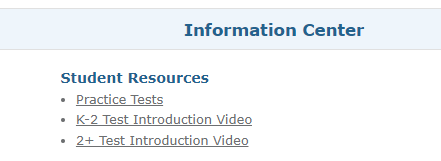 Information Center
Student Resources
• Practice Tests
• K-2 Test Introduction Video
• 2+ Test Introduction Video